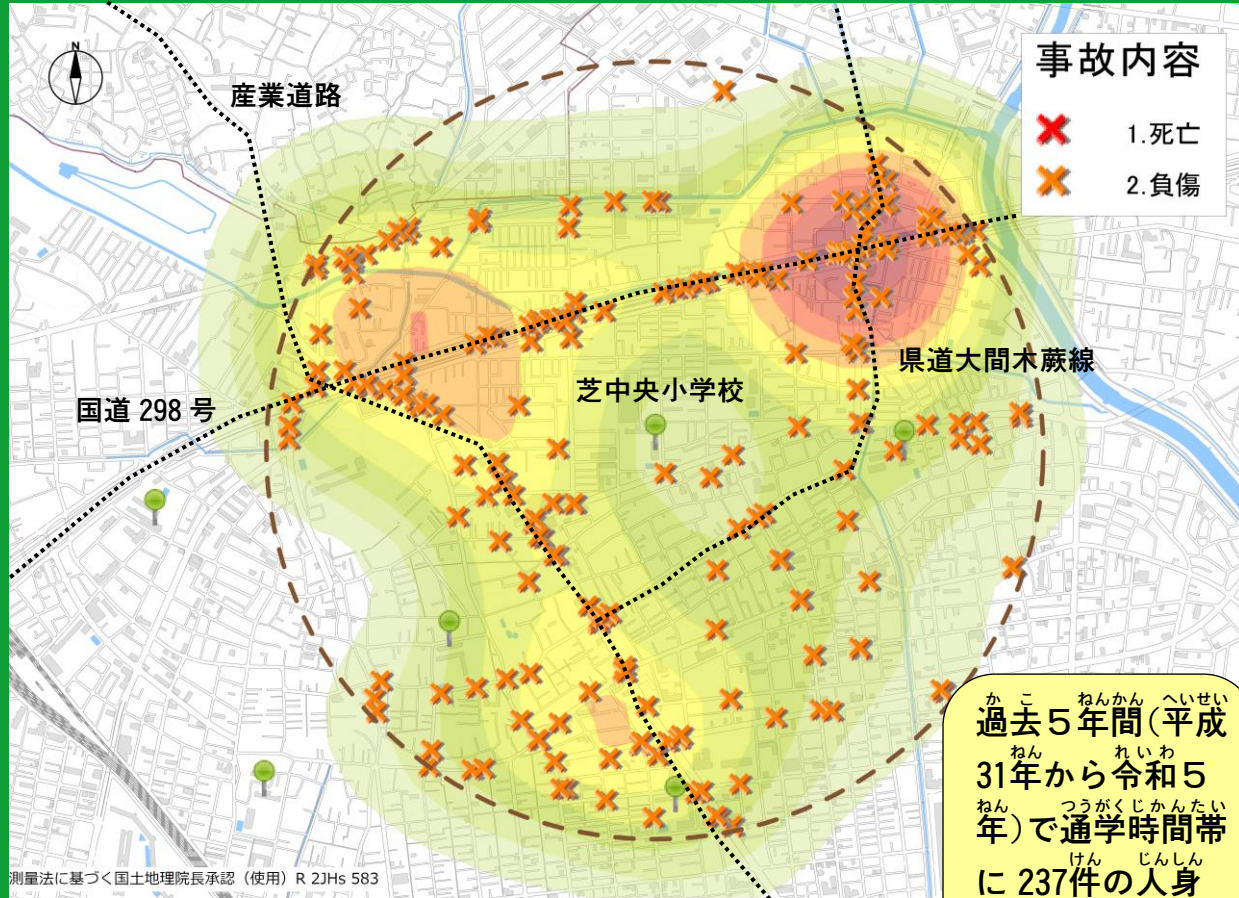 N
産業道路
事故内容
1.死亡
2.負傷
県道大間木蕨線
芝中央小学校
国道 298 号
かこ ねんかん へいせい
過去5年間(平成
ねん れいわ
31年から令和5
ねん つうがくじかんたい
年)で通学時間帯
けん じんしん
に 237件の人身
測量法に基づく国土地理院長承認（使用）R 2JHs 583